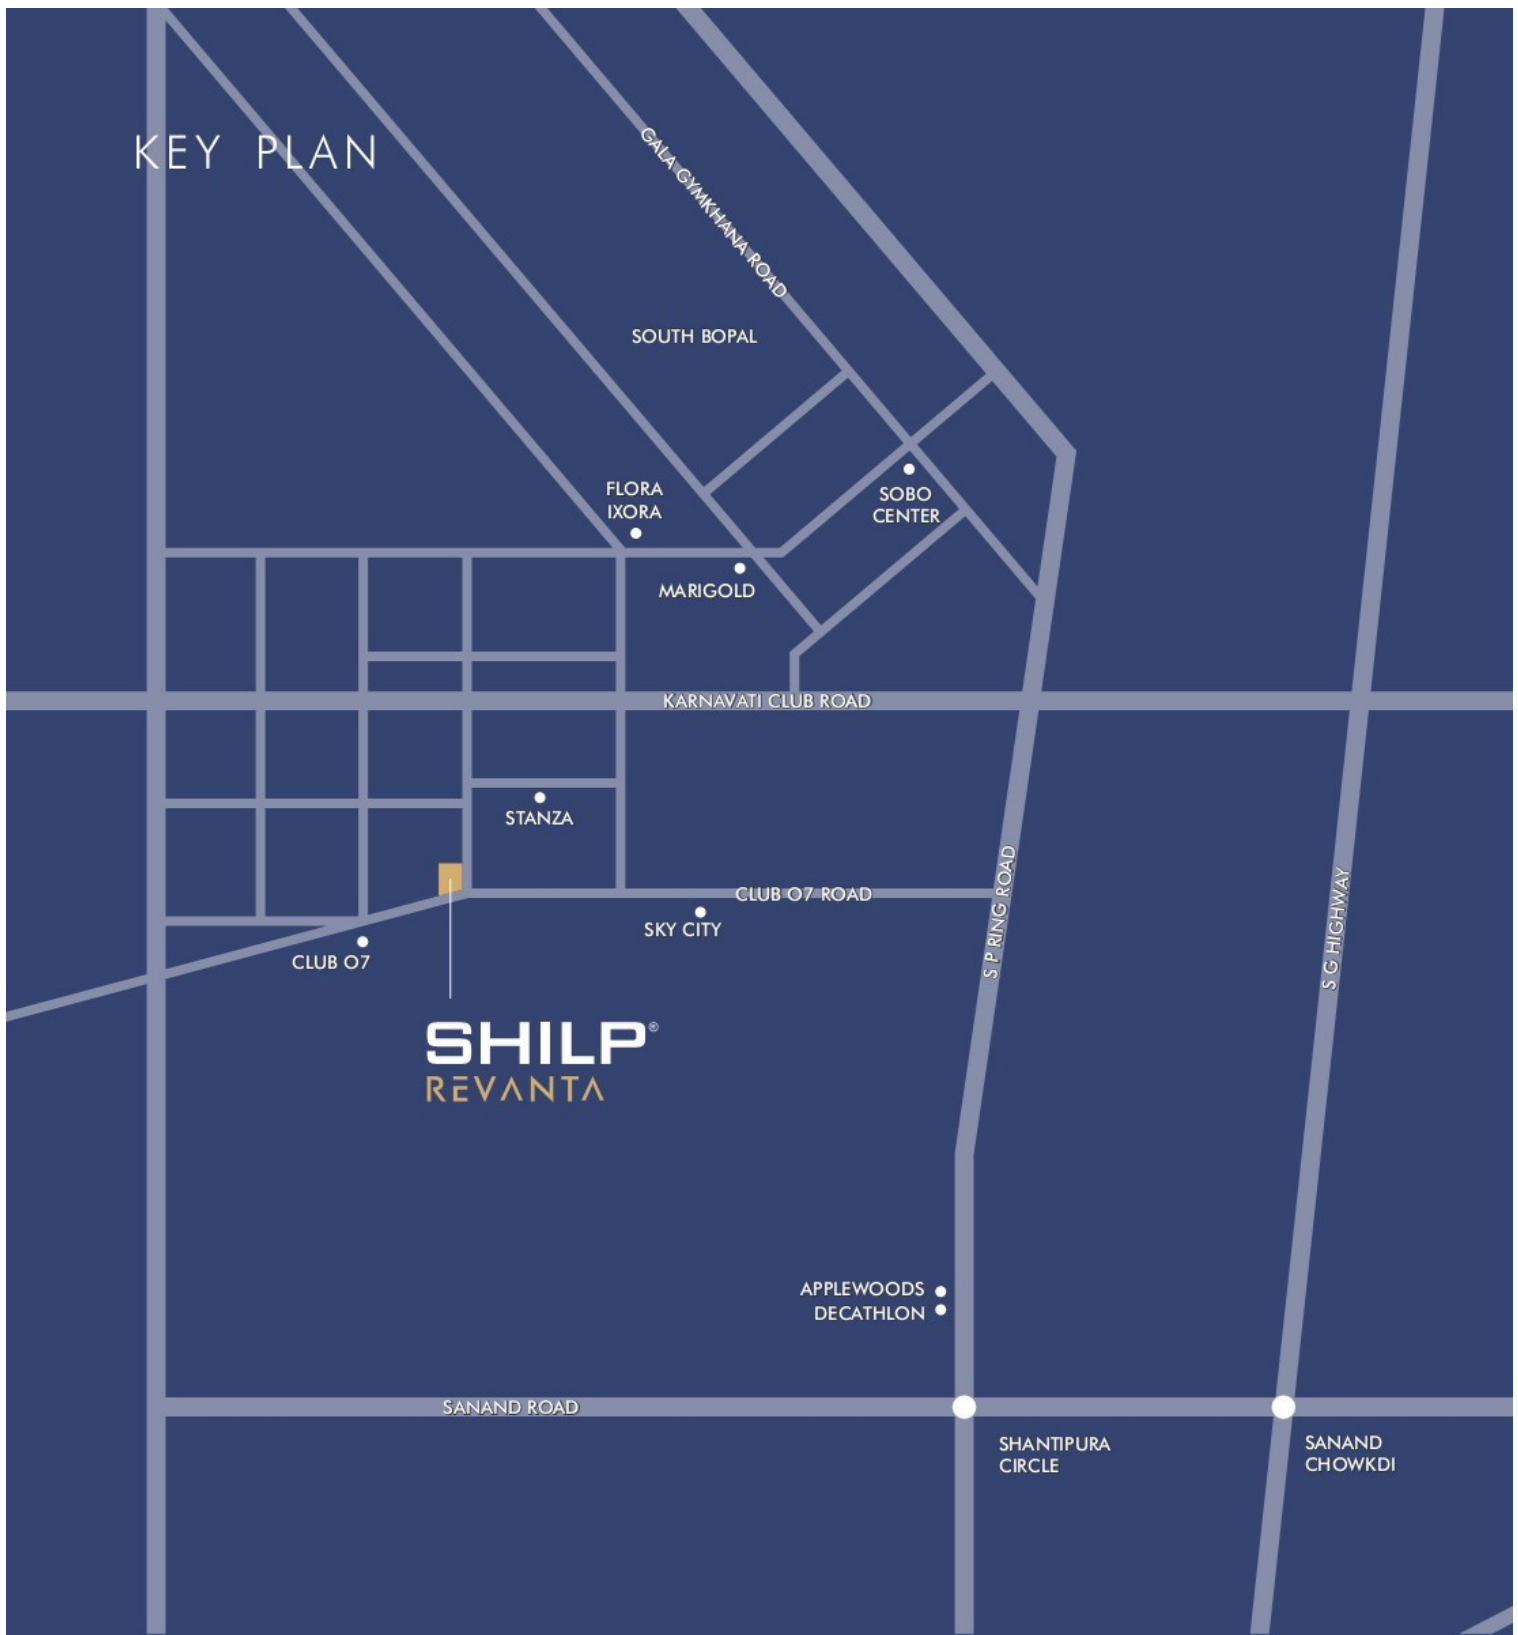 KEY PLAN
GALA GYMKHANA ROAD
SOUTH BOPAL
FLORA
IXORA
SOBO
CENTER
MARIGOLD
KARNAVATI CLUB ROAD
STANZA
CLUB O7 ROAD
SKY CITY
CLUB O7
S P RING ROAD
S G HIGHWAY
SHILP®
REVANTA
APPLEWOODS
DECATHLON
SANAND ROAD
SHANTIPURA
CIRCLE
SANAND
CHOWKDI